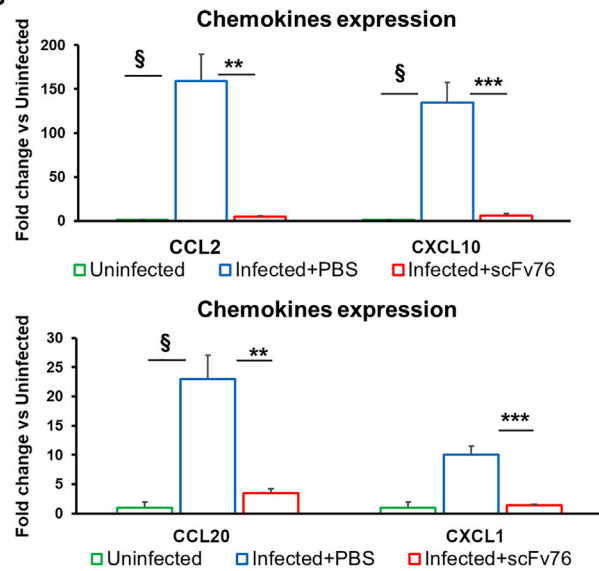 Chemokines expression
Fold change vs Uninfected
200
150
100
50
0
§
**
§
***
CCL2
CXCL10
Uninfected
Infected+PBS
Infected+scFv76
Chemokines expression
Fold change vs Uninfected
30
25
20
15
10
5
0
§
**
***
CCL20
CXCL1
Uninfected
Infected+PBS
Infected+scFv76